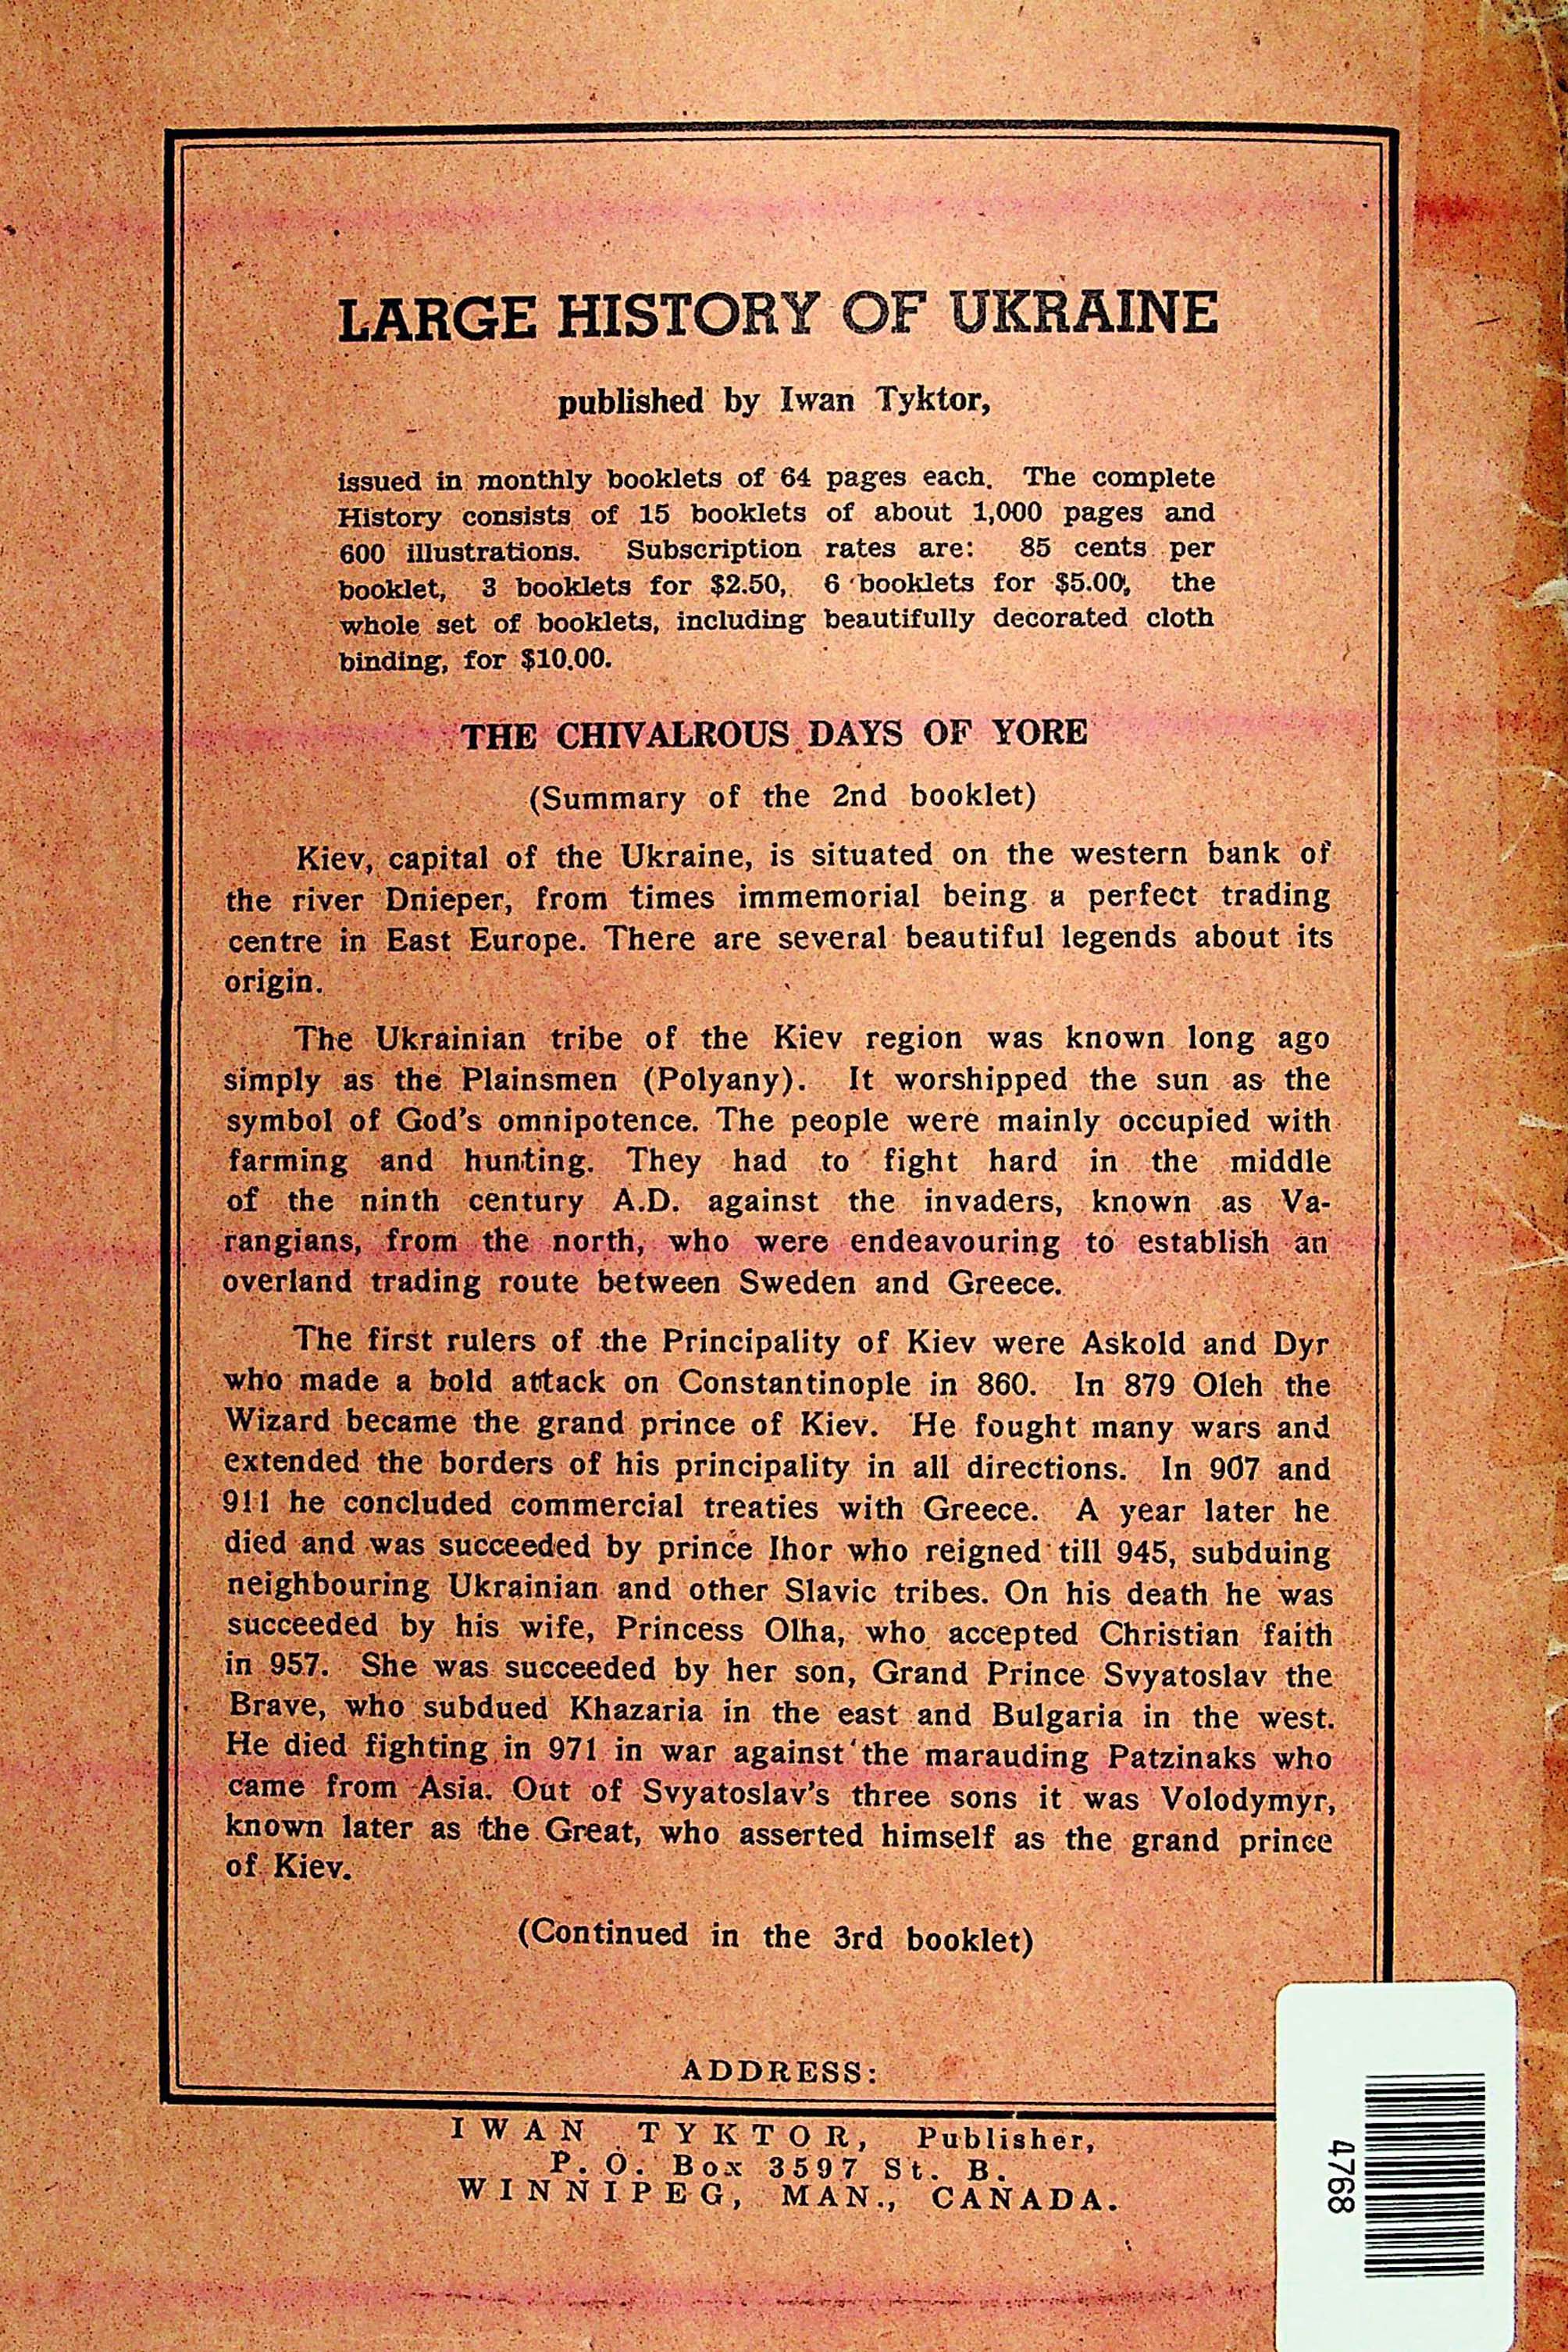 LARGE HISTORY OF UKRAINE
published by Iwan Tyktor,
issued in monthly booklets of 64 pages each. The complete
History consists of 15 booklets of about 1,000 pages and
600 illustrations. Subscription rates are: 85 cents per
booklet, 3 booklets for $2.50, 6 booklets for $5.00, the
whole set of booklets, including beautifully decorated cloth
binding, for $10.00.
THE CHIVALROUS DAYS OF YORE
(Summary of the 2nd booklet)
Kiev, capital of the Ukraine, is situated on the western bank of
the river Dnieper, from times immemorial being a perfect trading
centre in East Europe. There are several beautiful legends about its
origin.
The Ukrainian tribe of the Kiev region was known long ago
simply as the Plainsmen (Polyany). It worshipped the sun as the
symbol of God's omnipotence. The people were mainly occupied with
farming and hunting. They had to fight hard in the middle
of the ninth century A.D. against the invaders, known as Va-
rangians, from the north, who were endeavouring to establish an
overland trading route between Sweden and Greece.
The first rulers of the Principality of Kiev were Askold and Dyr
who made a bold attack on Constantinople in 860. In 879 Oleh the
Wizard became the grand prince of Kiev. He fought many wars and
extended the borders of his principality in all directions. In 907 and
911 he concluded commercial treaties with Greece. A year later he
died and was succeeded by prince Ihor who reigned till 945, subduing
neighbouring Ukrainian and other Slavic tribes. On his death he was
succeeded by his wife, Princess Olha, who accepted Christian faith
in 957. She was succeeded by her son, Grand Prince Svyatoslav the
Brave, who subdued Khazaria in the east and Bulgaria in the west.
He died fighting in 971 in war against the marauding Patzinaks who
came from Asia. Out of Svyatoslav's three sons it was Volodymyr,
known later as the Great, who asserted himself as the grand prince
of Kiev.
(Continued in the 3rd booklet)
ADDRESS:
IWAN TYKTOR, Publisher,
P. O. Box 3597 St. B.
WINNIPEG, MAN., CANADA.
4768